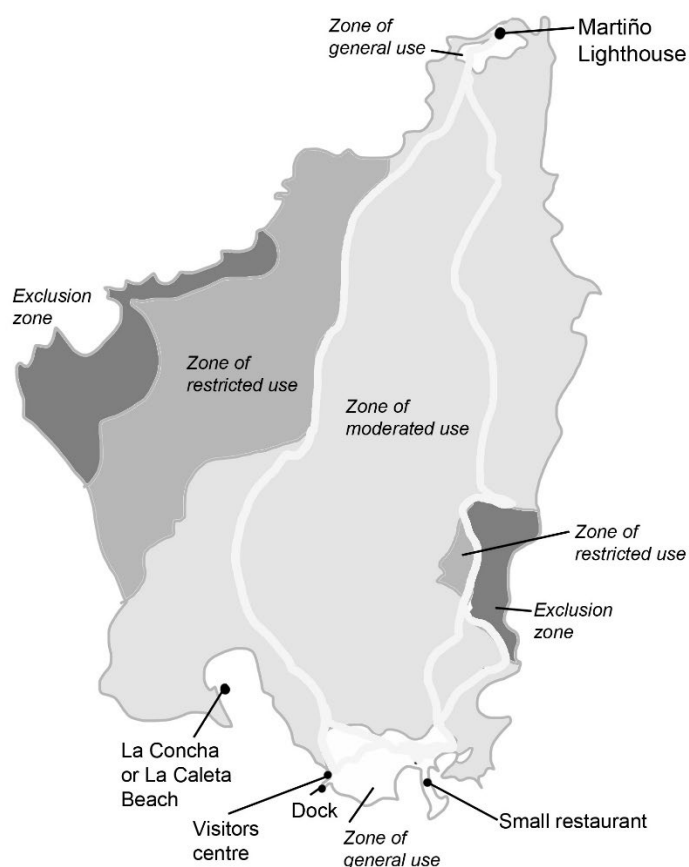 Zone of
general use
Martiño
Lighthouse
Exclusion
zone
Zone of
restricted use
Zone of
moderated use
Zone of
restricted use
Exclusion
zone
La Concha
or La Caleta
Beach
Visitors
centre
Dock
Zone of
general use
Small restaurant